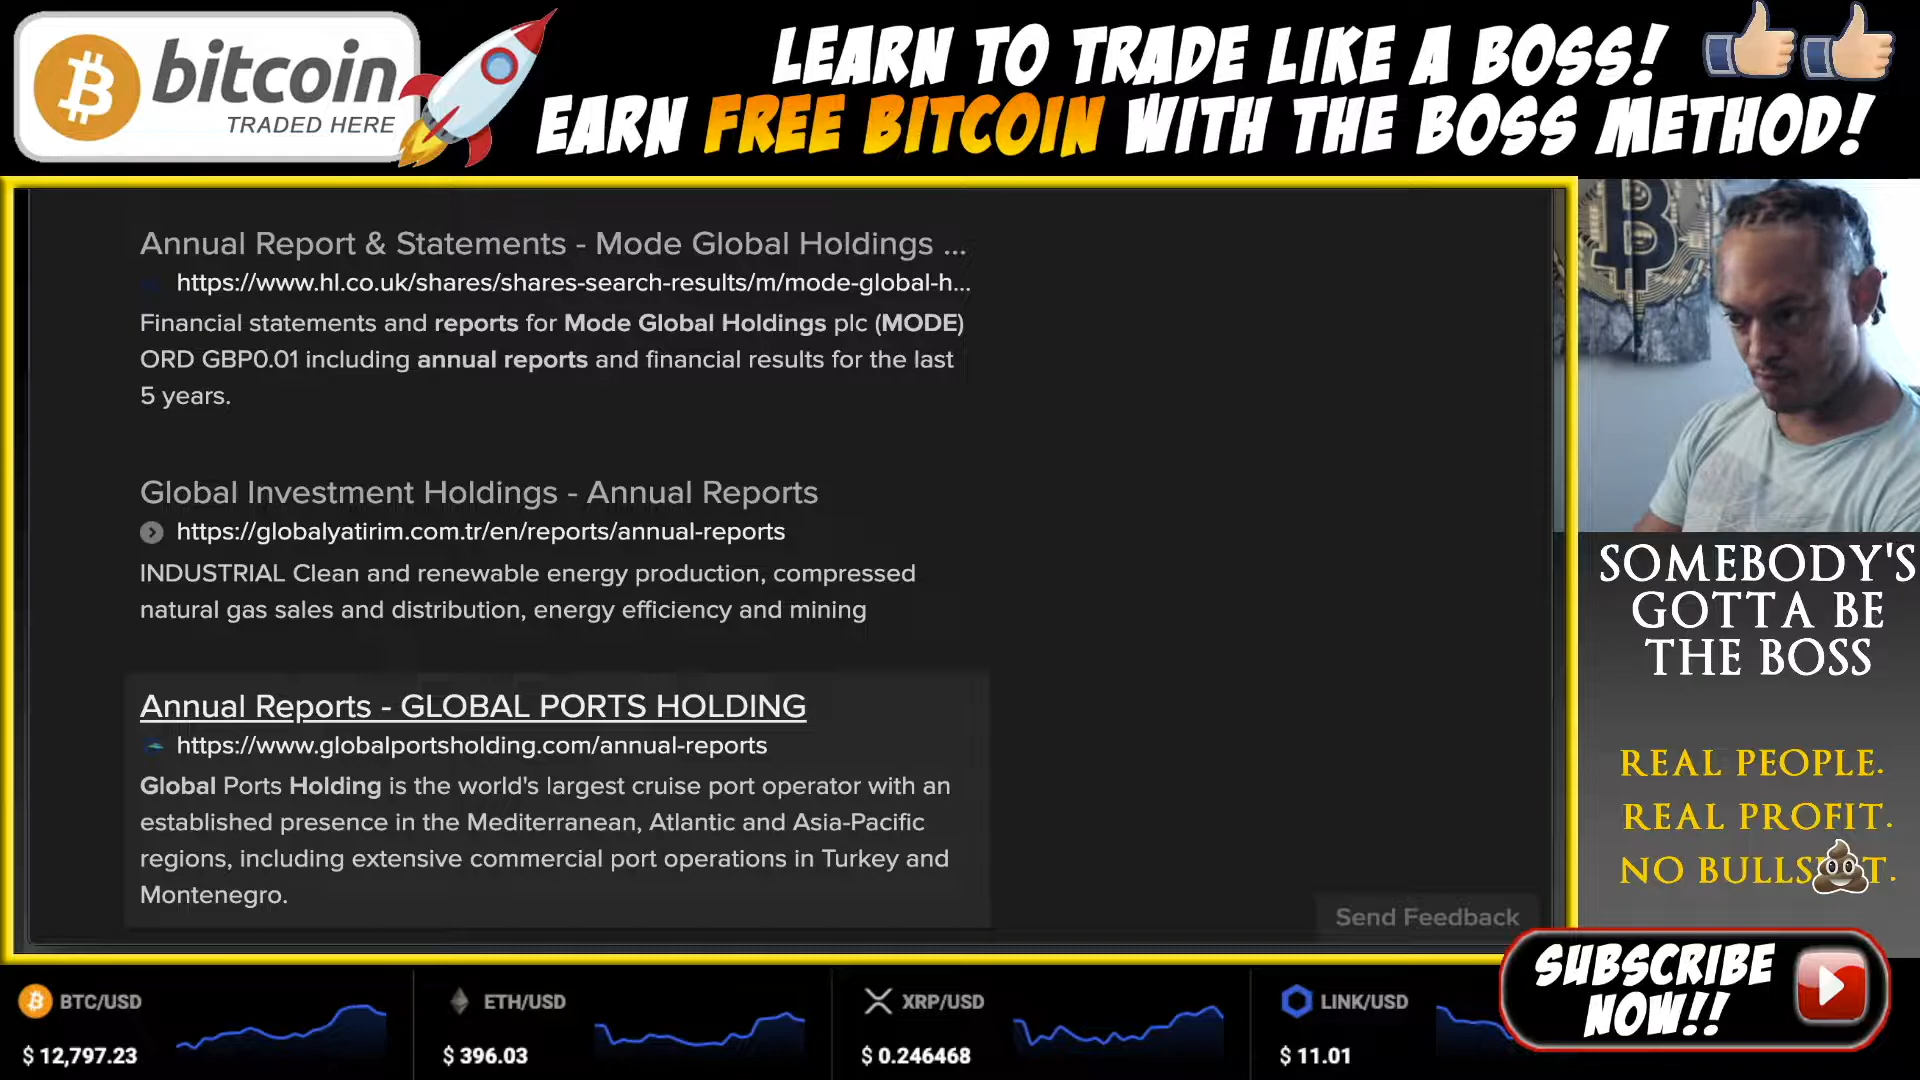 bitcoin
TRADED HERE
LEARN TO TRADE LIKE A BOSS!
EARN FREE BITCOIN WITH THE BOSS METHOD!
Annual Report & Statements - Mode Global Holdings ...
https://www.hl.co.uk/shares/shares-search-results/m/mode-global-h...
Financial statements and reports for Mode Global Holdings plc (MODE)
ORD GBP0.01 including annual reports and financial results for the last
5 years.
Global Investment Holdings - Annual Reports
https://globalyatirim.com.tr/en/reports/annual-reports
INDUSTRIAL Clean and renewable energy production, compressed
natural gas sales and distribution, energy efficiency and mining
Annual Reports - GLOBAL PORTS HOLDING
https://www.globalportsholding.com/annual-reports
Global Ports Holding is the world's largest cruise port operator with an
established presence in the Mediterranean, Atlantic and Asia-Pacific
regions, including extensive commercial port operations in Turkey and
Montenegro.
Send Feedback
SOMEBODY'S
GOTTA BE
THE BOSS
REAL PEOPLE.
REAL PROFIT.
NO BULLS💩T.
SUBSCRIBE
NOW!!
BTC/USD
$ 12,797.23
ETH/USD
$ 396.03
XRP/USD
$ 0.246468
LINK/USD
$ 11.01